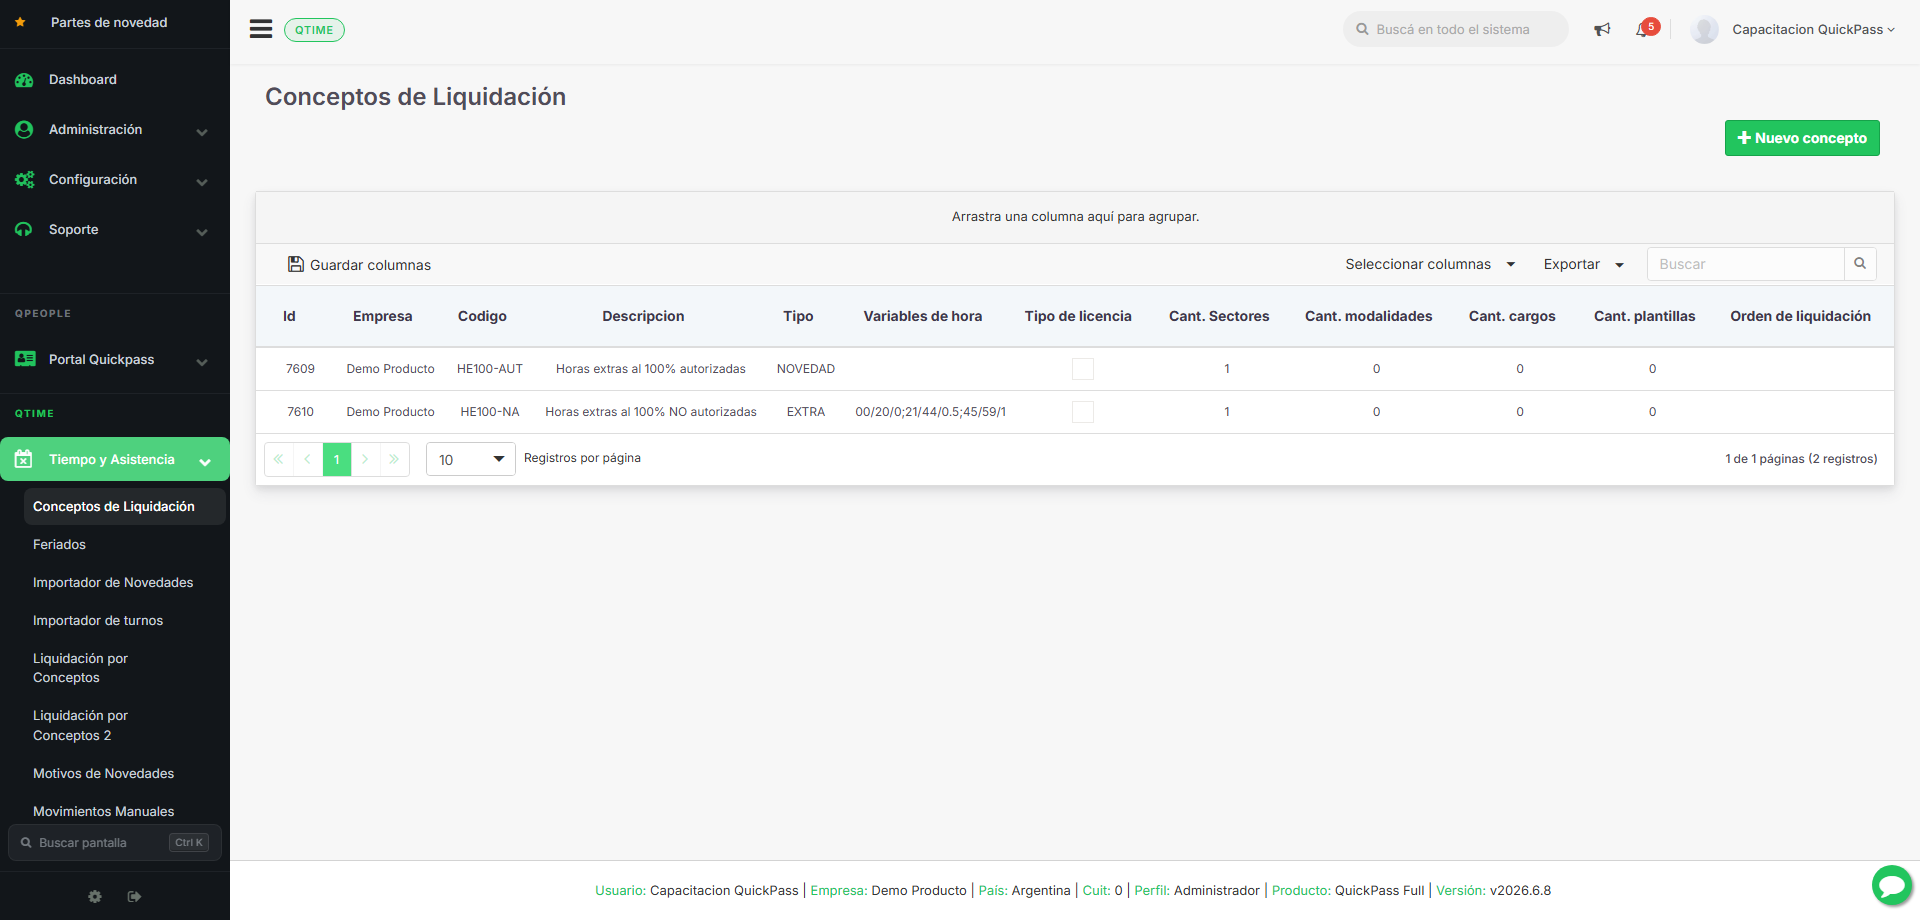 Partes de novedad
Dashboard
Administración
Configuración
Soporte
QPEOPLE
Portal Quickpass
QTIME
Tiempo y Asistencia
Conceptos de Liquidación
Feriados
Importador de Novedades
Importador de turnos
Liquidación por
Conceptos
Liquidación por
Conceptos 2
Motivos de Novedades
Movimientos Manuales
Buscar pantalla Ctrl K
QTIME
Buscá en todo el sistema
5
Capacitacion QuickPass
Conceptos de Liquidación
Nuevo concepto
Arrastra una columna aquí para agrupar.
Guardar columnas Seleccionar columnas Exportar Buscar
Id Empresa Codigo Descripcion Tipo Variables de hora Tipo de licencia Cant. Sectores Cant. modalidades Cant. cargos Cant. plantillas Orden de liquidación
7609 Demo Producto HE100-AUT Horas extras al 100% autorizadas NOVEDAD 1 0 0 0
7610 Demo Producto HE100-NA Horas extras al 100% NO autorizadas EXTRA 00/20/0;21/44/0.5;45/59/1 1 0 0 0
« ‹ 1 › » 10 Registros por página 1 de 1 páginas (2 registros)
Usuario: Capacitacion QuickPass | Empresa: Demo Producto | País: Argentina | Cuit: 0 | Perfil: Administrador | Producto: QuickPass Full | Versión: v2026.6.8